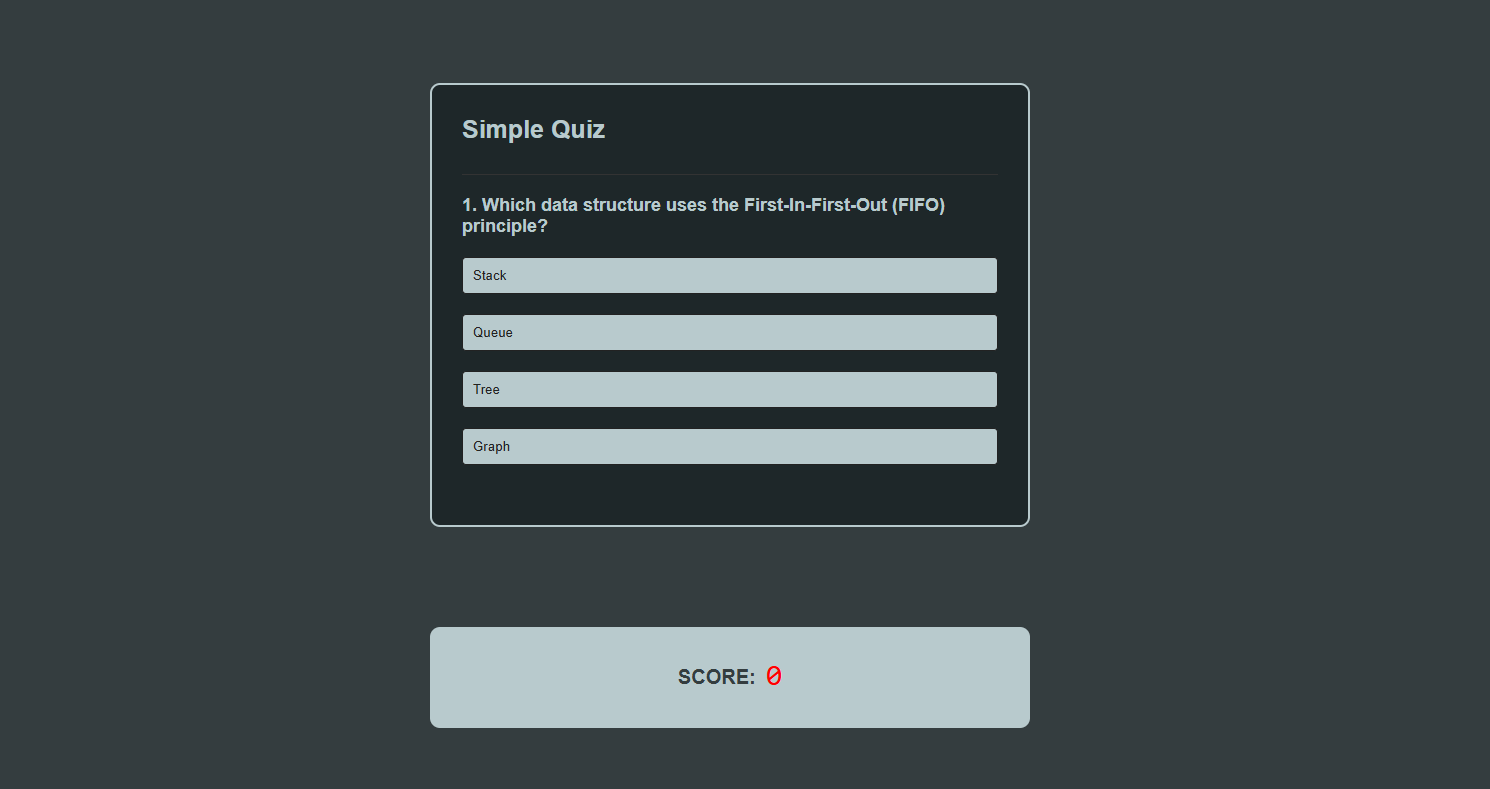 Simple Quiz
1. Which data structure uses the First-In-First-Out (FIFO)
principle?
Stack
Queue
Tree
Graph
SCORE: 0